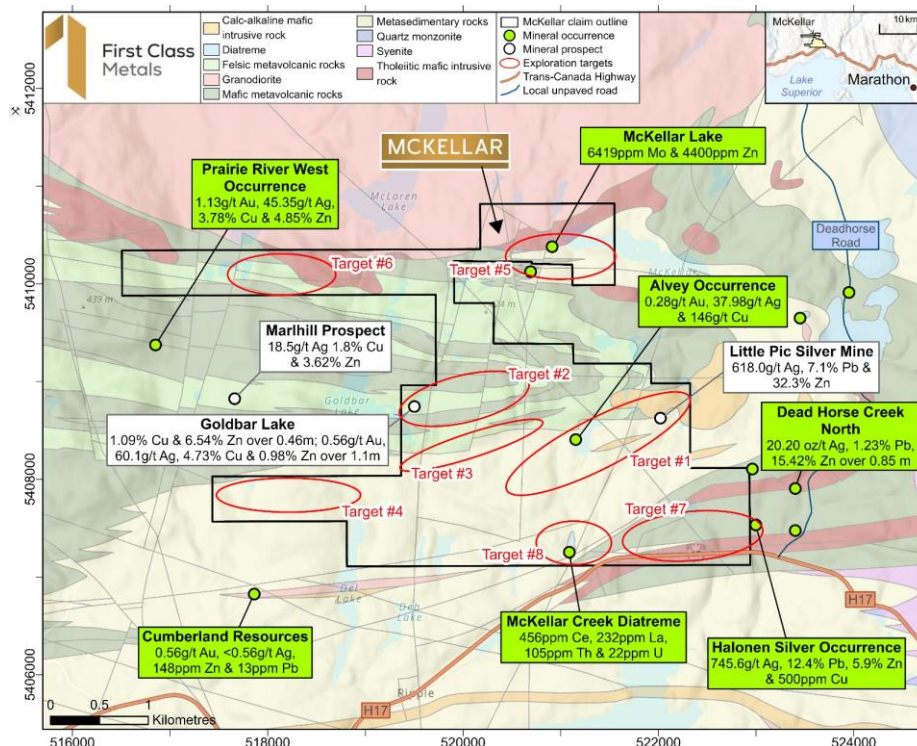 First Class
Metals
Calc-alkaline mafic
intrusive rock
Diatreme
Felsic metavolcanic rocks
Granodiorite
Mafic metavolcanic rocks
Metasedimentary rocks
Quartz monzonite
Syenite
Tholeiitic mafic intrusive
rock
McKellar claim outline
Mineral occurrence
Mineral prospect
Exploration targets
Trans-Canada Highway
Local unpaved road
McKellar
10 km
Lake
Superior
Marathon
5412000
MCKELLAR
McKellar Lake
6419ppm Mo & 4400ppm Zn
Prairie River West
Occurrence
1.13g/t Au, 45.35g/t Ag,
3.78% Cu & 4.85% Zn
McLaren
Lake
Deadhorse
Road
Target #6
Target #5
5410000
439 m
McKellar
Alvey Occurrence
0.28g/t Au, 37.98g/t Ag
& 146g/t Cu
Marlhill Prospect
18.5g/t Ag 1.8% Cu
& 3.62% Zn
Little Pic Silver Mine
618.0g/t Ag, 7.1% Pb &
32.3% Zn
Target #2
Goldbar
Lake
Goldbar Lake
1.09% Cu & 6.54% Zn over 0.46m; 0.56g/t Au,
60.1g/t Ag, 4.73% Cu & 0.98% Zn over 1.1m
Dead Horse Creek
North
20.20 oz/t Ag, 1.23% Pb,
15.42% Zn over 0.85 m
Target #3
Target #1
5408000
Target #4
Target #7
Target #8
Del
Lake
Deb
Lake
H17
Cumberland Resources
0.56g/t Au, <0.56g/t Ag,
148ppm Zn & 13ppm Pb
McKellar Creek Diatreme
456ppm Ce, 232ppm La,
105ppm Th & 22ppm U
Halonen Silver Occurrence
745.6g/t Ag, 12.4% Pb, 5.9% Zn
& 500ppm Cu
5406000
Ripple
H17
0 0.5 1
Kilometres
516000 518000 520000 522000 524000